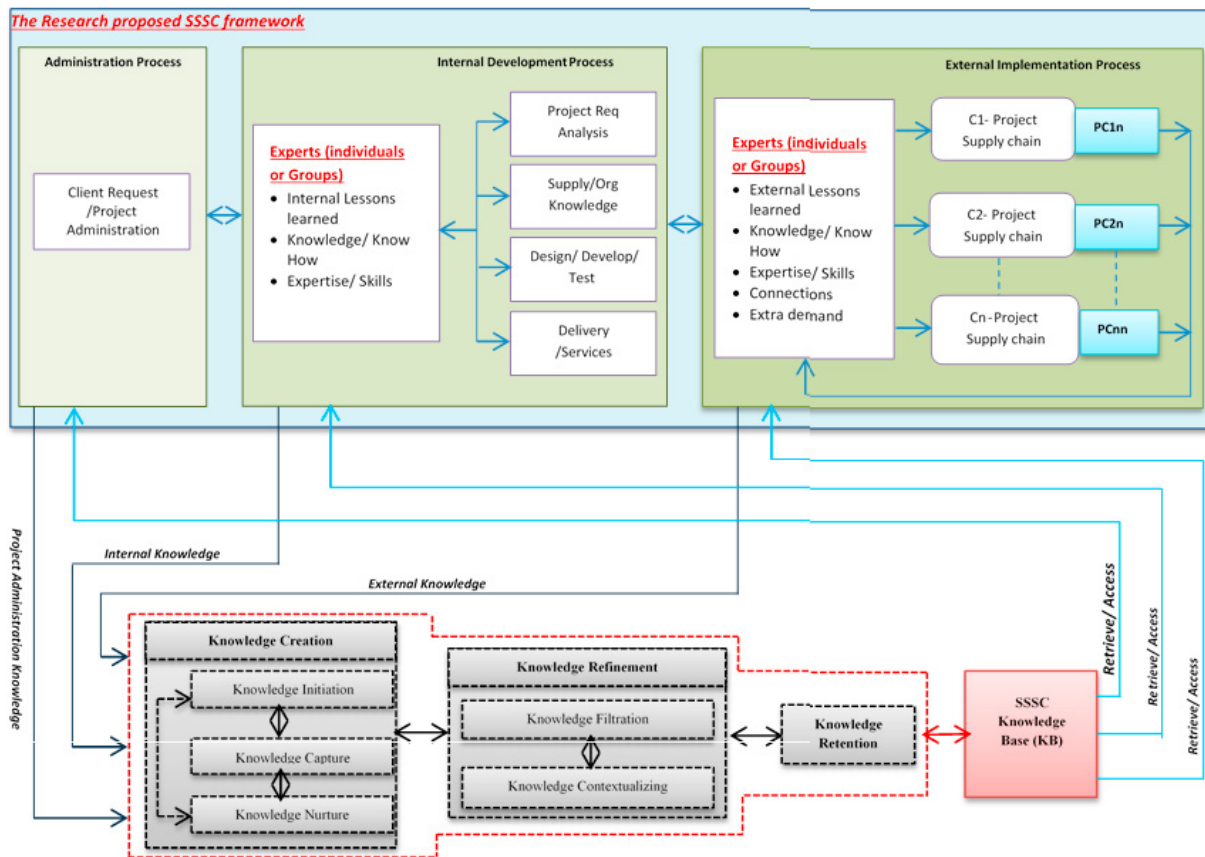 The Research proposed SSSC framework
Administration Process
Client Request
/Project
Administration
Internal Development Process
Experts (individuals
or Groups)
• Internal Lessons
learned
• Knowledge/ Know
How
• Expertise/ Skills
Project Req
Analysis
Supply/Org
Knowledge
Design/ Develop/
Test
Delivery
/Services
External Implementation Process
Experts (individuals
or Groups)
• External Lessons
learned
• Knowledge/ Know
How
• Expertise/ Skills
• Connections
• Extra demand
C1- Project
Supply chain
PC1n
C2- Project
Supply chain
PC2n
Cn-Project
Supply chain
PCnn
Project Administration Knowledge
Internal Knowledge
External Knowledge
Knowledge Creation
Knowledge Initiation
Knowledge Capture
Knowledge Nurture
Knowledge Refinement
Knowledge Filtration
Knowledge Contextualizing
Knowledge
Retention
SSSC
Knowledge
Base (KB)
Retrieve/ Access
Retrieve/ Access
Retrieve/ Access